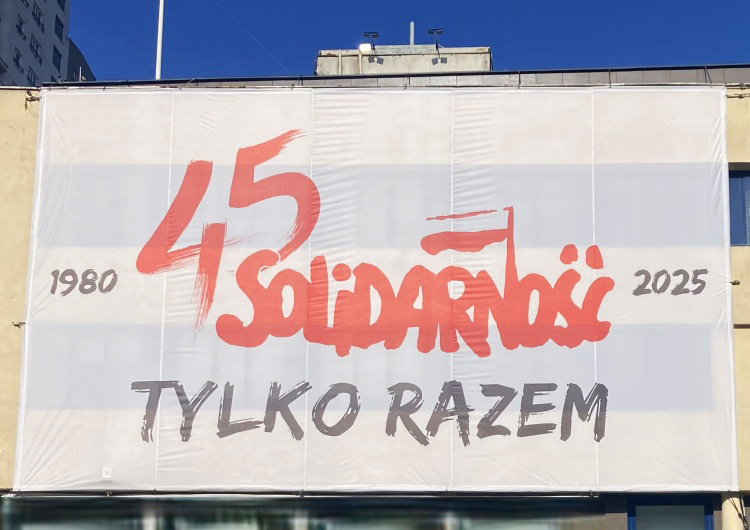 45
1980 SOLiDARNOŚĆ 2025
TYLKO RAZEM